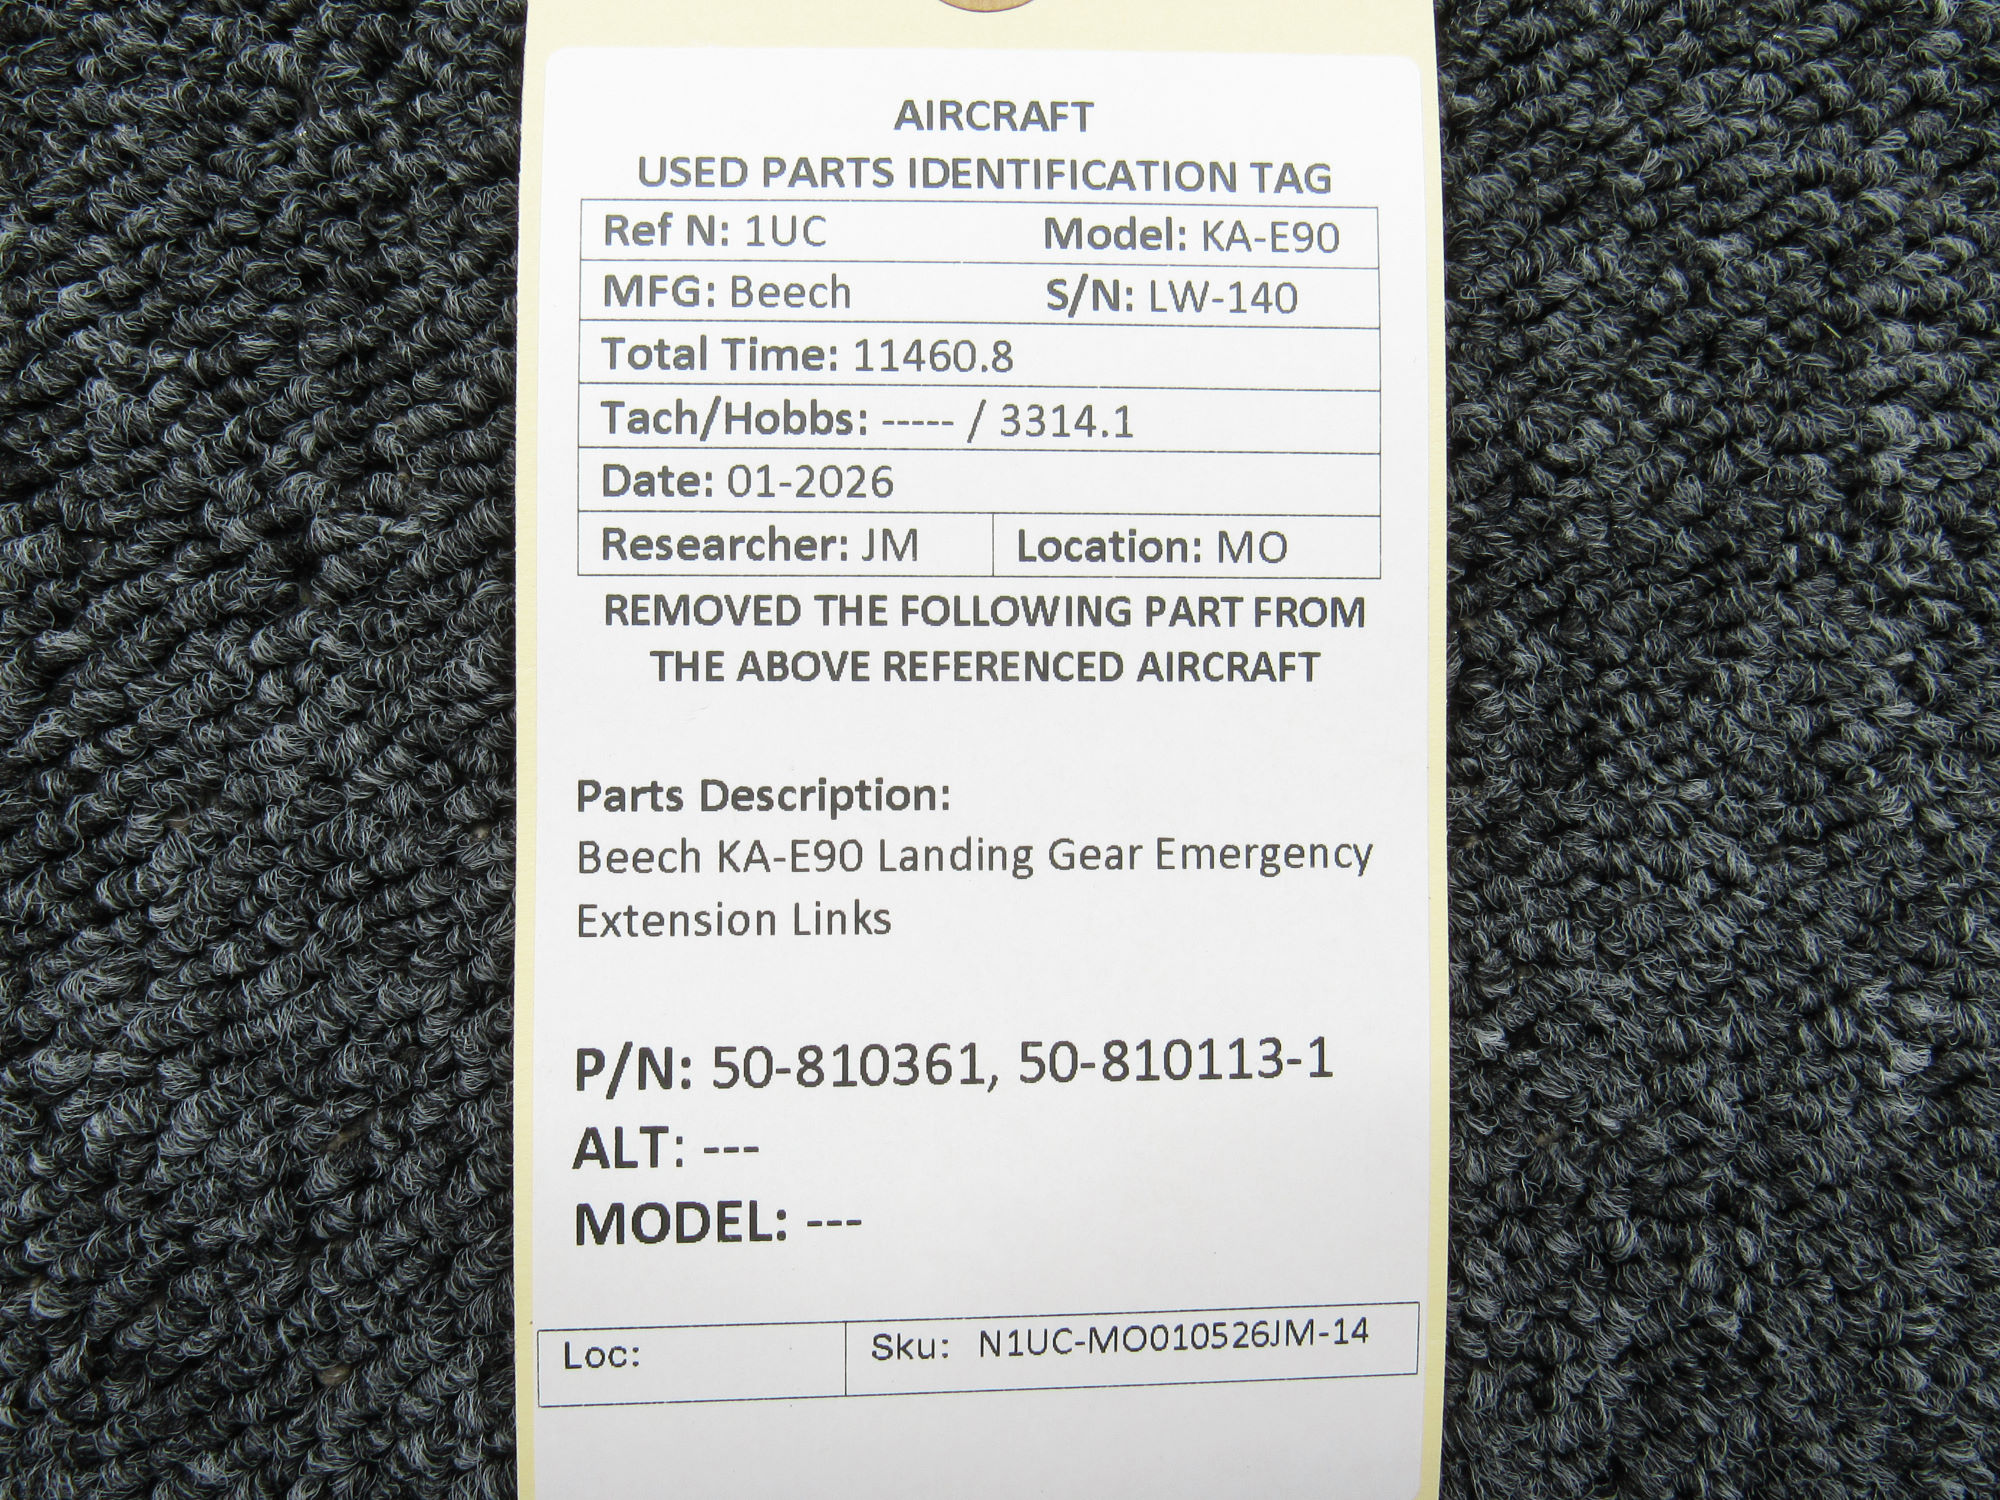 AIRCRAFT
USED PARTS IDENTIFICATION TAG
Ref N: 1UC Model: KA-E90
MFG: Beech S/N: LW-140
Total Time: 11460.8
Tach/Hobbs: ----- / 3314.1
Date: 01-2026
Researcher: JM Location: MO
REMOVED THE FOLLOWING PART FROM
THE ABOVE REFERENCED AIRCRAFT
Parts Description:
Beech KA-E90 Landing Gear Emergency
Extension Links
P/N: 50-810361, 50-810113-1
ALT: ---
MODEL: ---
Loc: Sku: N1UC-MO010526JM-14